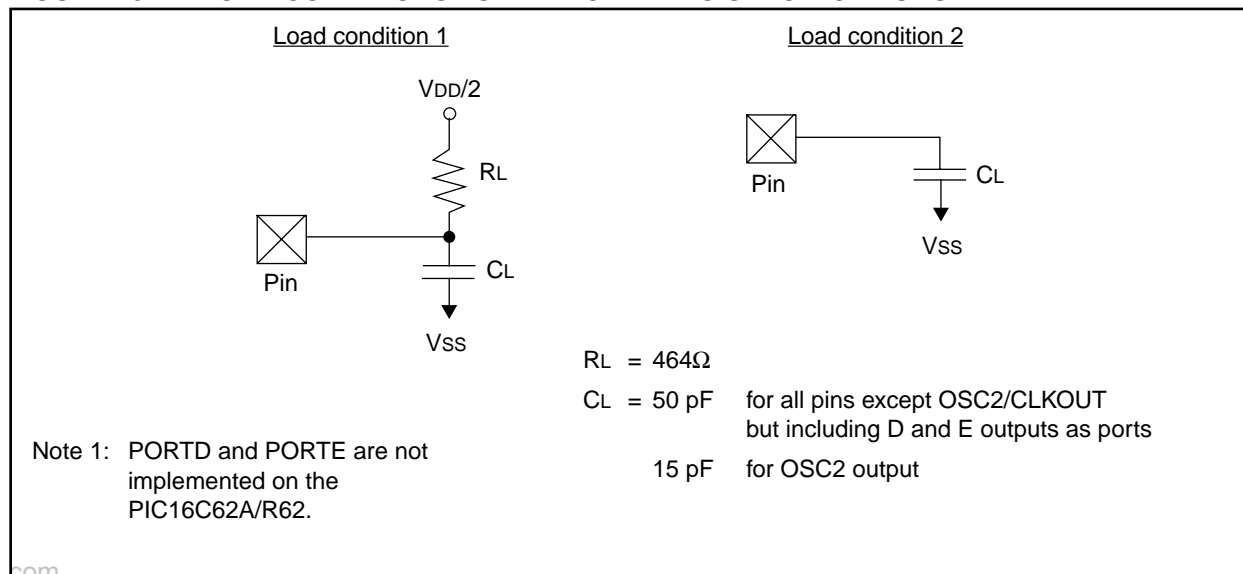 Load condition 1
VDD/2
RL
Pin
CL
VSS
Load condition 2
Pin
CL
VSS
RL = 464Ω
CL = 50 pF for all pins except OSC2/CLKOUT
but including D and E outputs as ports
15 pF for OSC2 output
Note 1: PORTD and PORTE are not
implemented on the
PIC16C62A/R62.
com